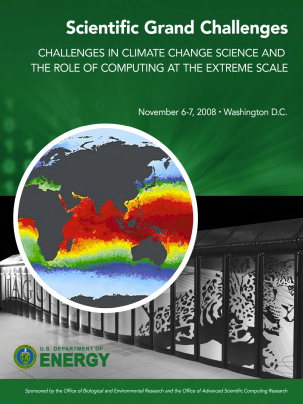 Scientific Grand Challenges
CHALLENGES IN CLIMATE CHANGE SCIENCE AND
THE ROLE OF COMPUTING AT THE EXTREME SCALE
November 6-7, 2008 • Washington D.C.
U.S. DEPARTMENT OF
ENERGY
Sponsored by the Office of Biological and Environmental Research and the Office of Advanced Scientific Computing Research